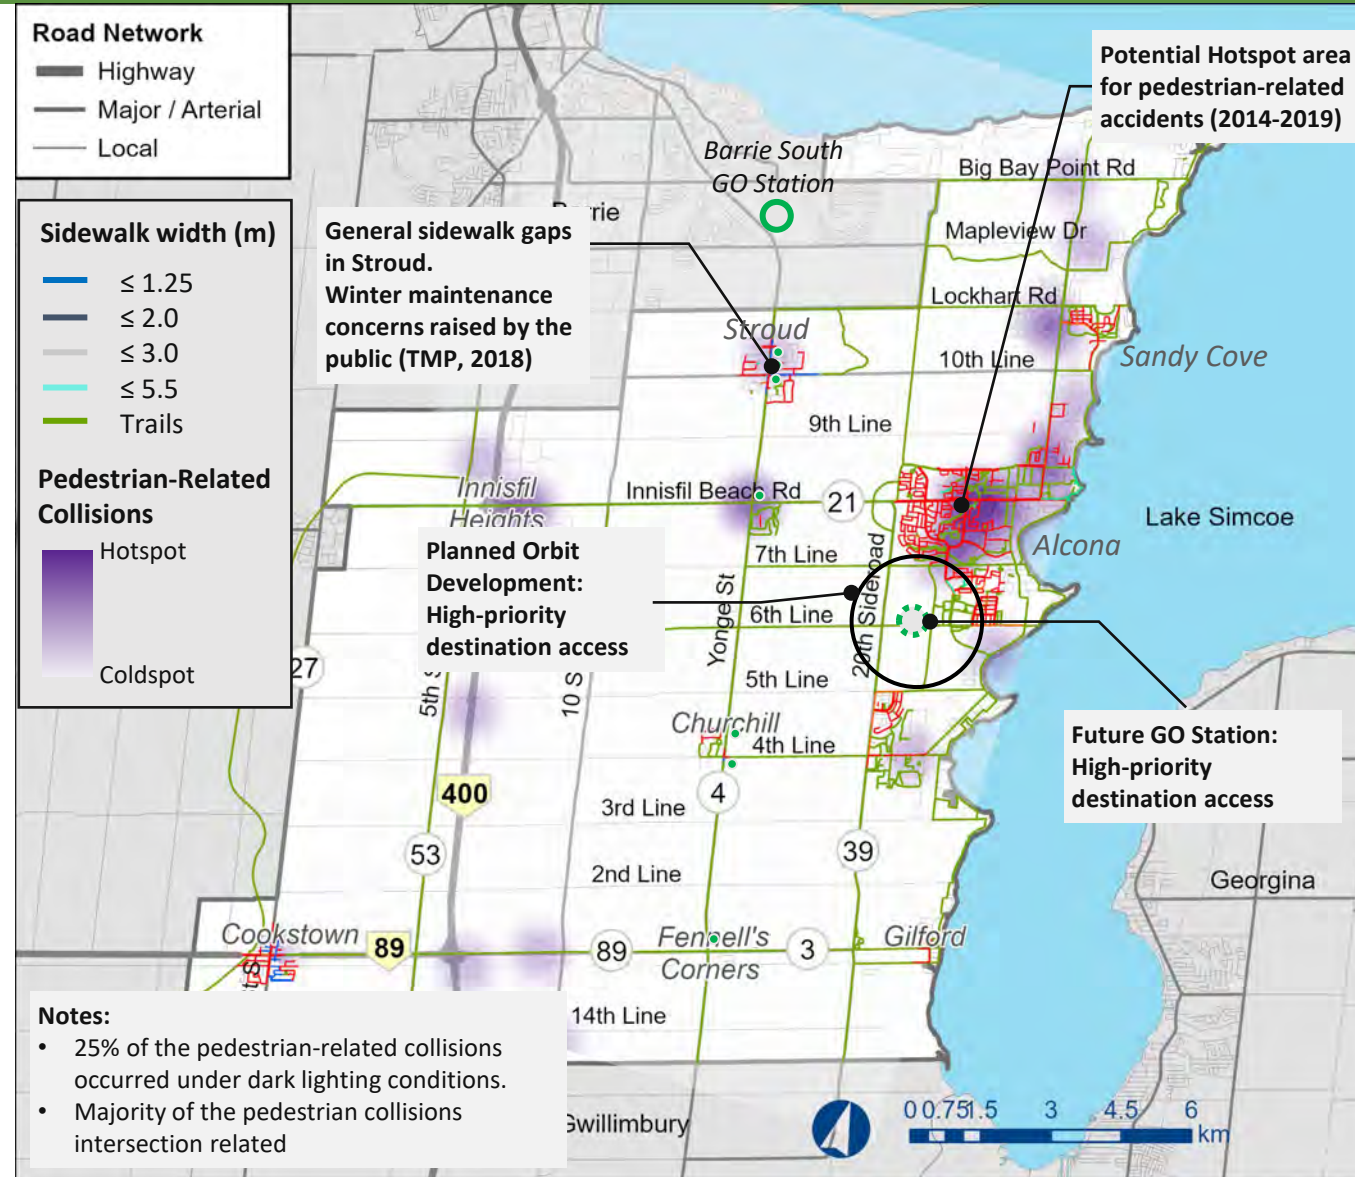 Road Network
Highway
Major / Arterial
Local
Sidewalk width (m)
≤ 1.25
≤ 2.0
≤ 3.0
≤ 5.5
Trails
Pedestrian-Related
Collisions
Hotspot
Coldspot
Potential Hotspot area
for pedestrian-related
accidents (2014-2019)
Barrie South
GO Station
Big Bay Point Rd
Mapleview Dr
Lockhart Rd
General sidewalk gaps
in Stroud.
Winter maintenance
concerns raised by the
public (TMP, 2018)
Stroud
10th Line
Sandy Cove
9th Line
Innisfil
Heights
Innisfil Beach Rd
21
Lake Simcoe
Alcona
7th Line
Planned Orbit
Development:
High-priority
destination access
Yonge St
20th Sideroad
6th Line
5th Line
27
5th
10 S
Churchill
4th Line
Future GO Station:
High-priority
destination access
400
4
3rd Line
53
39
2nd Line
Georgina
Cookstown
89
89
Fennell's
Corners
3
Gilford
14th Line
Notes:
• 25% of the pedestrian-related collisions
occurred under dark lighting conditions.
• Majority of the pedestrian collisions
intersection related
Gwillimbury
0 0.75 1.5 3 4.5 6
km